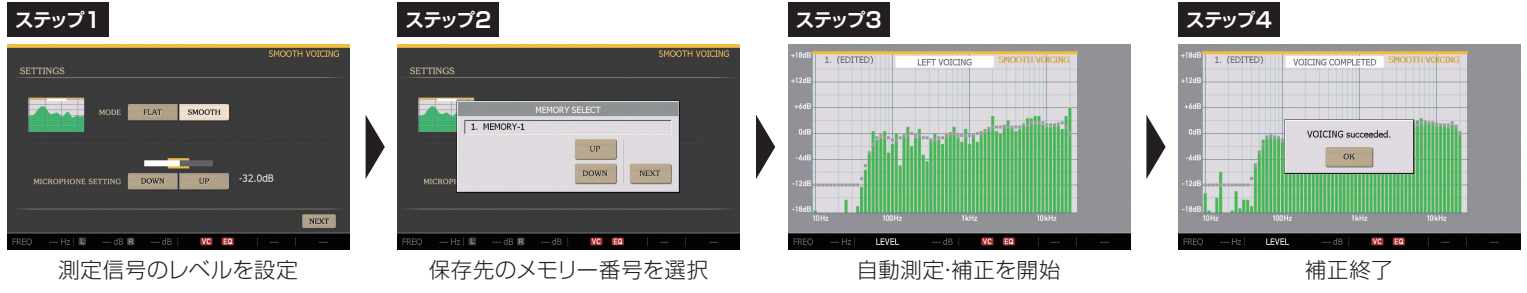 ステップ1
SMOOTH VOICING
SETTINGS
MODE FLAT SMOOTH
MICROPHONE SETTING DOWN UP -32.0dB
NEXT
FREQ --- Hz L --- dB R --- dB VC EQ --- ---
測定信号のレベルを設定
ステップ2
SMOOTH VOICING
SETTINGS
MEMORY SELECT
1. MEMORY-1
UP
DOWN NEXT
MICROPH
FREQ --- Hz L --- dB R --- dB VC EQ --- ---
保存先のメモリー番号を選択
ステップ3
+18dB 1. (EDITED) LEFT VOICING SMOOTH VOICING
+12dB
+6dB
0dB
-6dB
-12dB
-18dB
10Hz 100Hz 1kHz 10kHz
FREQ --- Hz LEVEL --- dB VC EQ --- ---
自動測定・補正を開始
ステップ4
+18dB 1. (EDITED) VOICING COMPLETED SMOOTH VOICING
+12dB
+6dB
0dB
-6dB
-12dB
-18dB
VOICING succeeded.
OK
10Hz 100Hz 1kHz 10kHz
FREQ --- Hz LEVEL --- dB VC EQ --- ---
補正終了